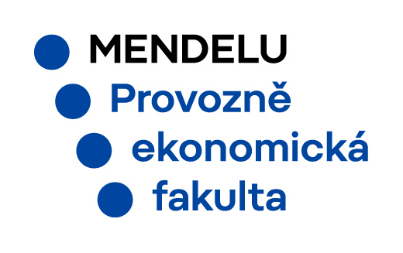 MENDELU
Provozně
ekonomická
fakulta